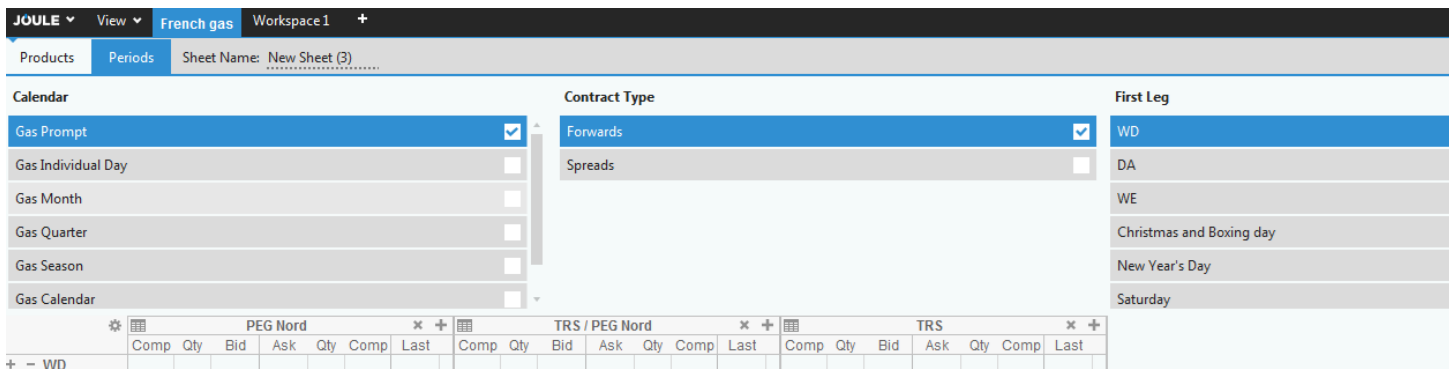 JOULE View French gas Workspace 1 +
Products Periods Sheet Name: New Sheet (3)
Calendar Contract Type First Leg
Gas Prompt Forwards WD
Gas Individual Day Spreads DA
Gas Month WE
Gas Quarter Christmas and Boxing day
Gas Season New Year's Day
Gas Calendar Saturday
PEG Nord × + TRS / PEG Nord × + TRS × +
Comp Qty Bid Ask Qty Comp Last Comp Qty Bid Ask Qty Comp Last Comp Qty Bid Ask Qty Comp Last
+ − WD